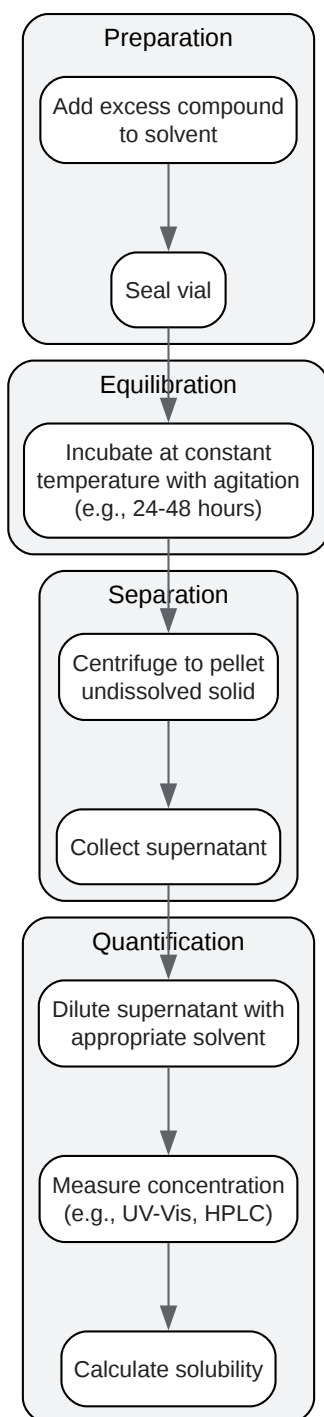 Preparation
Add excess compound
to solvent
Seal vial
Equilibration
Incubate at constant
temperature with agitation
(e.g., 24-48 hours)
Separation
Centrifuge to pellet
undissolved solid
Collect supernatant
Quantification
Dilute supernatant with
appropriate solvent
Measure concentration
(e.g., UV-Vis, HPLC)
Calculate solubility